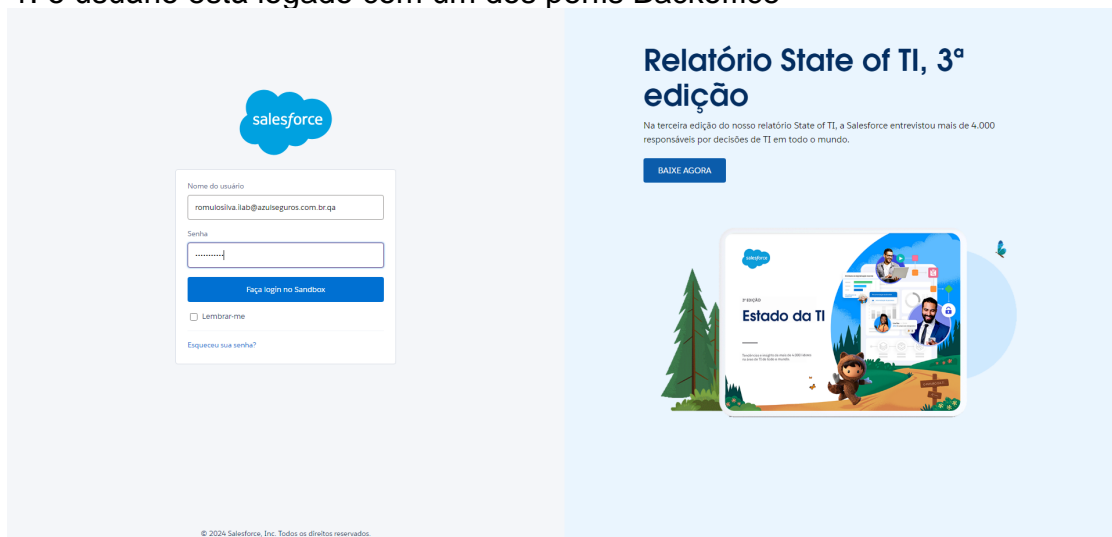 1. o usuário está logado com um dos perfis Backoffice
salesforce
Nome do usuário
romulosilva.ilab@azulseguros.com.br.qa
Senha
Faça login no Sandbox
Lembrar-me
Esqueceu sua senha?
© 2024 Salesforce, Inc. Todos os direitos reservados.
Relatório State of TI, 3ª
edição
Na terceira edição do nosso relatório State of TI, a Salesforce entrevistou mais de 4.000
responsáveis por decisões de TI em todo o mundo.
BAIXE AGORA
salesforce
3ª EDIÇÃO
Estado da TI